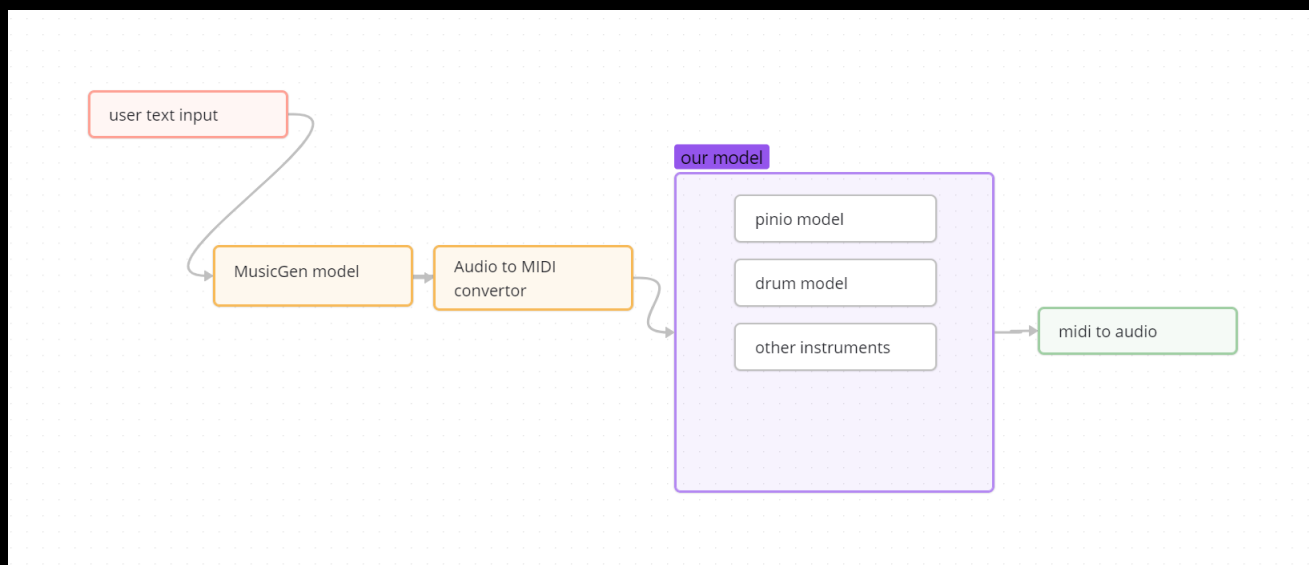 user text input
MusicGen model
Audio to MIDI
convertor
our model
pinio model
drum model
other instruments
midi to audio